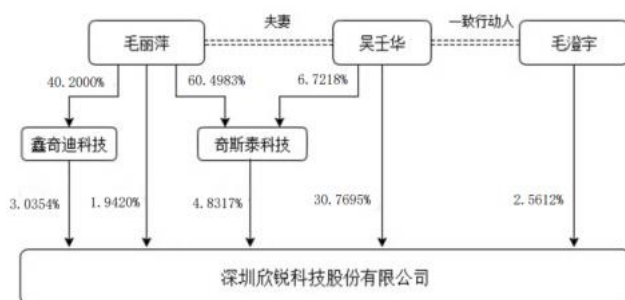 夫妻
一致行动人
毛丽萍
吴壬华
毛澄宇
40.2000%
60.4983%
6.7218%
鑫奇迪科技
奇斯泰科技
3.0354%
1.9420%
4.8317%
30.7695%
2.5612%
深圳欣锐科技股份有限公司